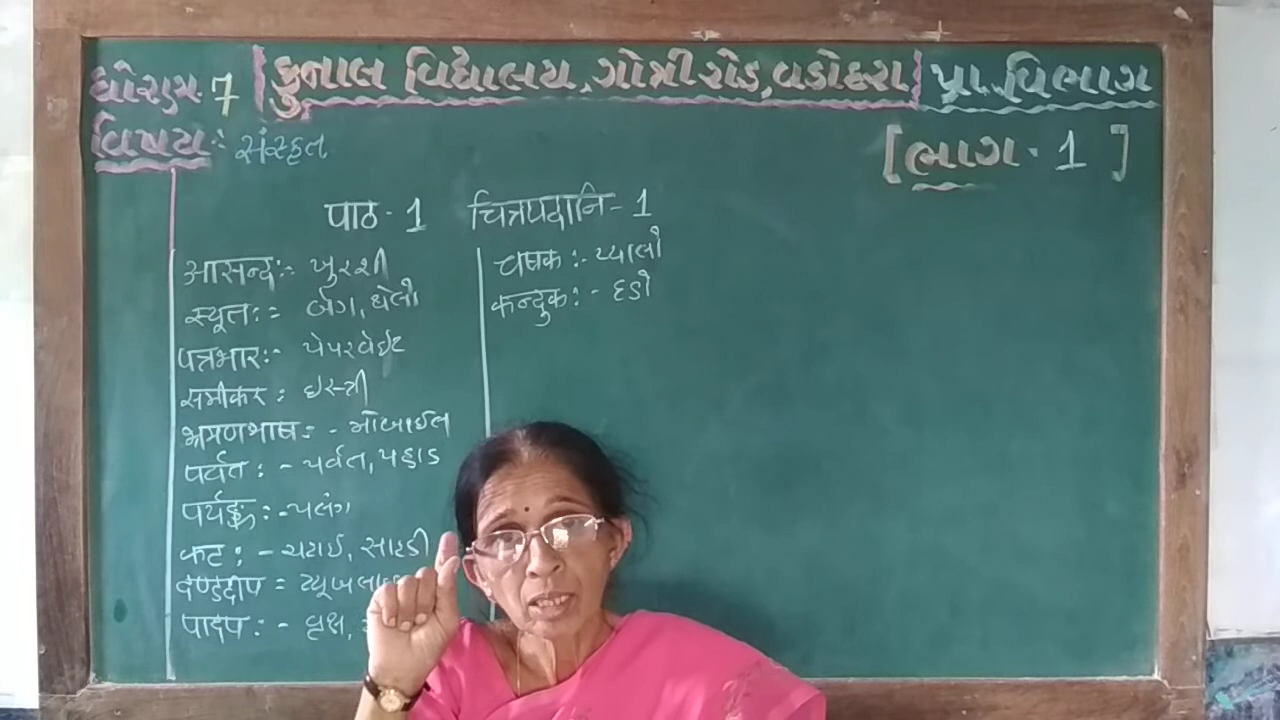 ધોરણ.7 કુનાલ વિદ્યાલય,ગોત્રી રોડ,વડોદરા પ્રા.વિભાગ
વિષય: સંસ્કૃત [ભાગ. 1]
પાઠ - 1 चित्रपदानि - 1
आसन्दः:- ખુરશી
स्यूतः:= બૅગ, થેલી
पत्रभारः:- પેપરવેઈટ
समीकरः ઈસ્ત્રી
भ्रमणभाषः - મોબાઈલ
पर्वतः - પર્વત, પહાડ
पर्यङ्कः -પલંગ
कटः - ચટાઈ, સાદડી
दण्डदीप =
पादपः - વૃક્ષ,
चषकः:- પ્યાલો
कन्दुकः - દડો